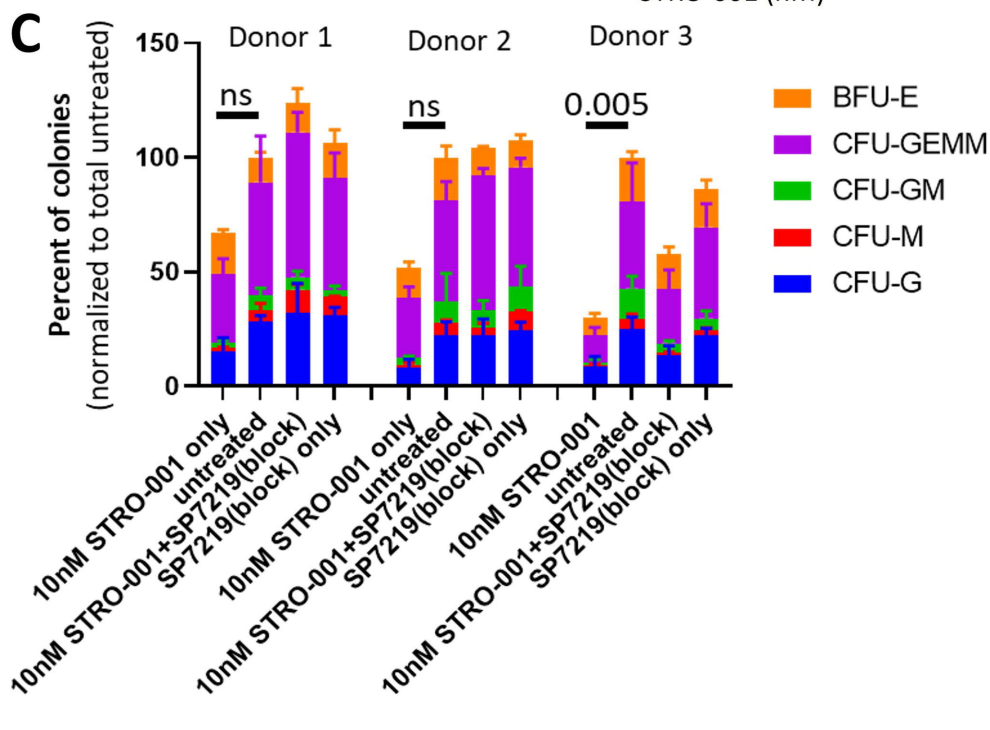 C
Donor 1
Donor 2
Donor 3
Percent of colonies
(normalized to total untreated)
150
100
50
0
ns
ns
0.005
BFU-E
CFU-GEMM
CFU-GM
CFU-M
CFU-G
10nM STRO-001 only
untreated
10nM STRO-001+SP7219(block)
SP7219(block) only
10nM STRO-001 only
untreated
10nM STRO-001+SP7219(block)
SP7219(block) only
10nM STRO-001
untreated
10nM STRO-001+SP7219(block)
SP7219(block) only